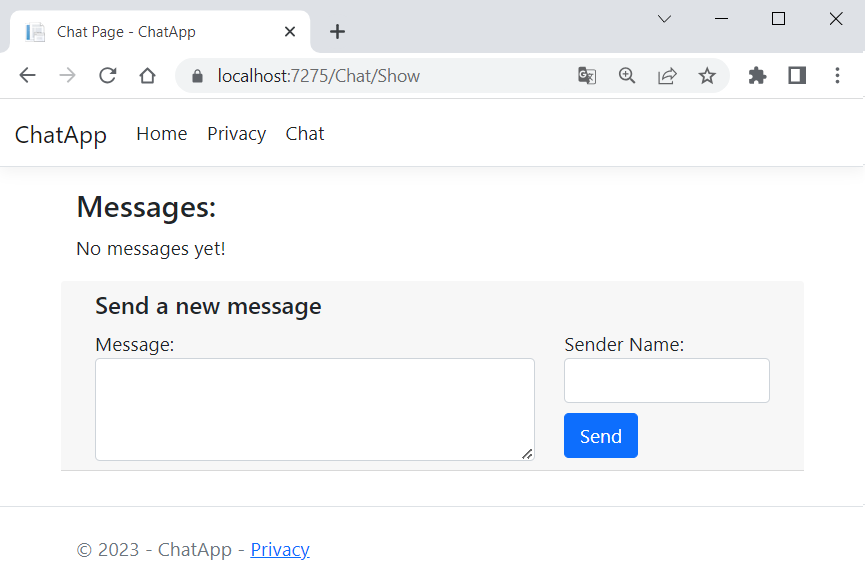 Chat Page - ChatApp
localhost:7275/Chat/Show
ChatApp Home Privacy Chat
Messages:
No messages yet!
Send a new message
Message: Sender Name:
Send
© 2023 - ChatApp - Privacy